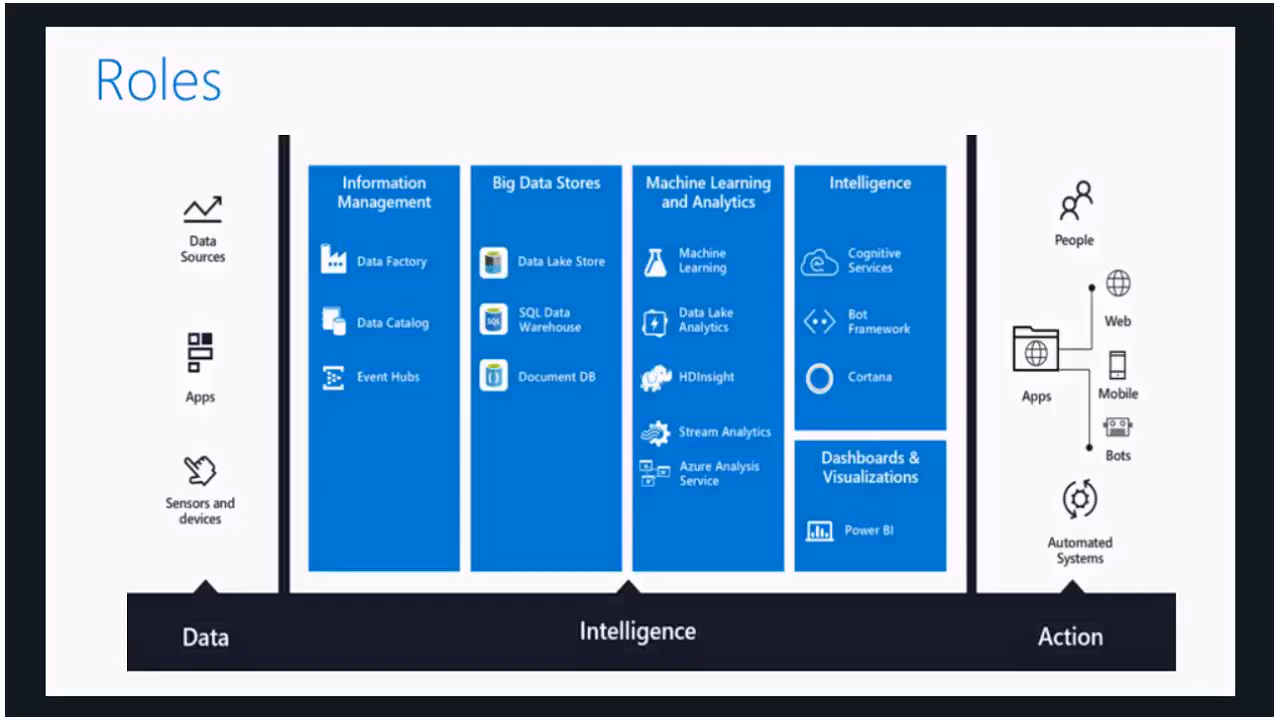 Roles
Data
Sources
Apps
Sensors and
devices
Information
Management
Data Factory
Data Catalog
Event Hubs
Big Data Stores
Data Lake Store
SQL Data
Warehouse
SQL
Document DB
Machine Learning
and Analytics
Machine
Learning
Data Lake
Analytics
HDInsight
Stream Analytics
Azure Analysis
Service
Intelligence
Cognitive
Services
Bot
Framework
Cortana
Dashboards &
Visualizations
Power BI
People
Apps
Web
Mobile
Bots
Automated
Systems
Data
Intelligence
Action